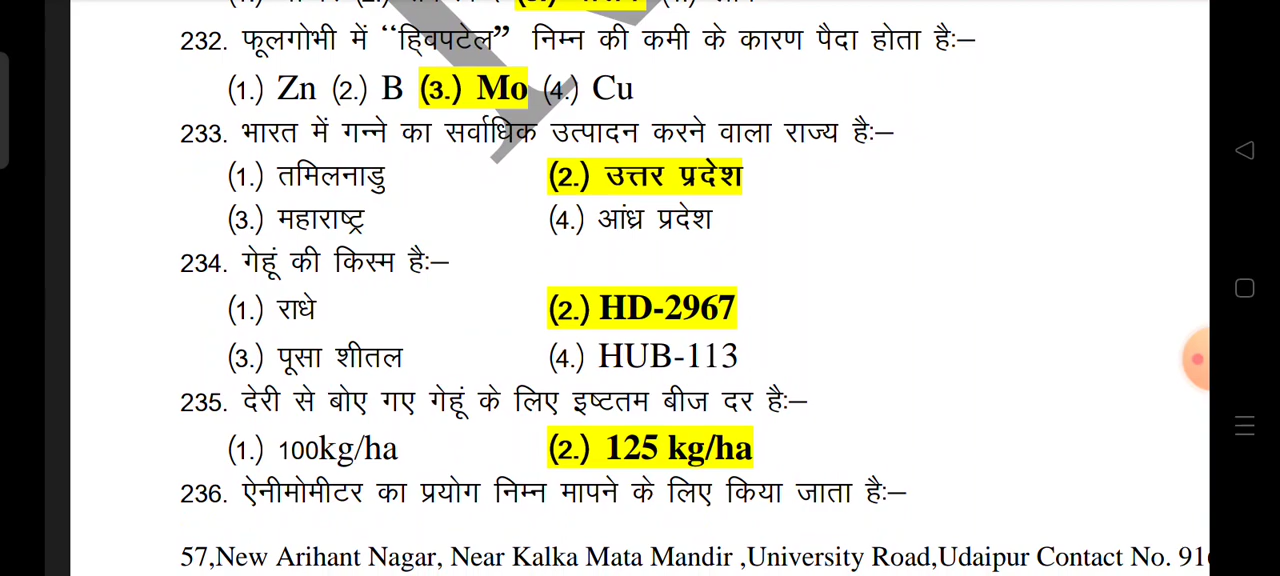 232. फूलगोभी में “ह्विपटेल” निम्न की कमी के कारण पैदा होता है:–
(1.) Zn (2.) B (3.) Mo (4.) Cu
233. भारत में गन्ने का सर्वाधिक उत्पादन करने वाला राज्य है:–
(1.) तमिलनाडु (2.) उत्तर प्रदेश
(3.) महाराष्ट्र (4.) आंध्र प्रदेश
234. गेहूं की किस्म है:–
(1.) राधे (2.) HD-2967
(3.) पूसा शीतल (4.) HUB-113
235. देरी से बोए गए गेहूं के लिए इष्टतम बीज दर है:–
(1.) 100kg/ha (2.) 125 kg/ha
236. ऐनीमोमीटर का प्रयोग निम्न मापने के लिए किया जाता है:–
57,New Arihant Nagar, Near Kalka Mata Mandir ,University Road,Udaipur Contact No. 91